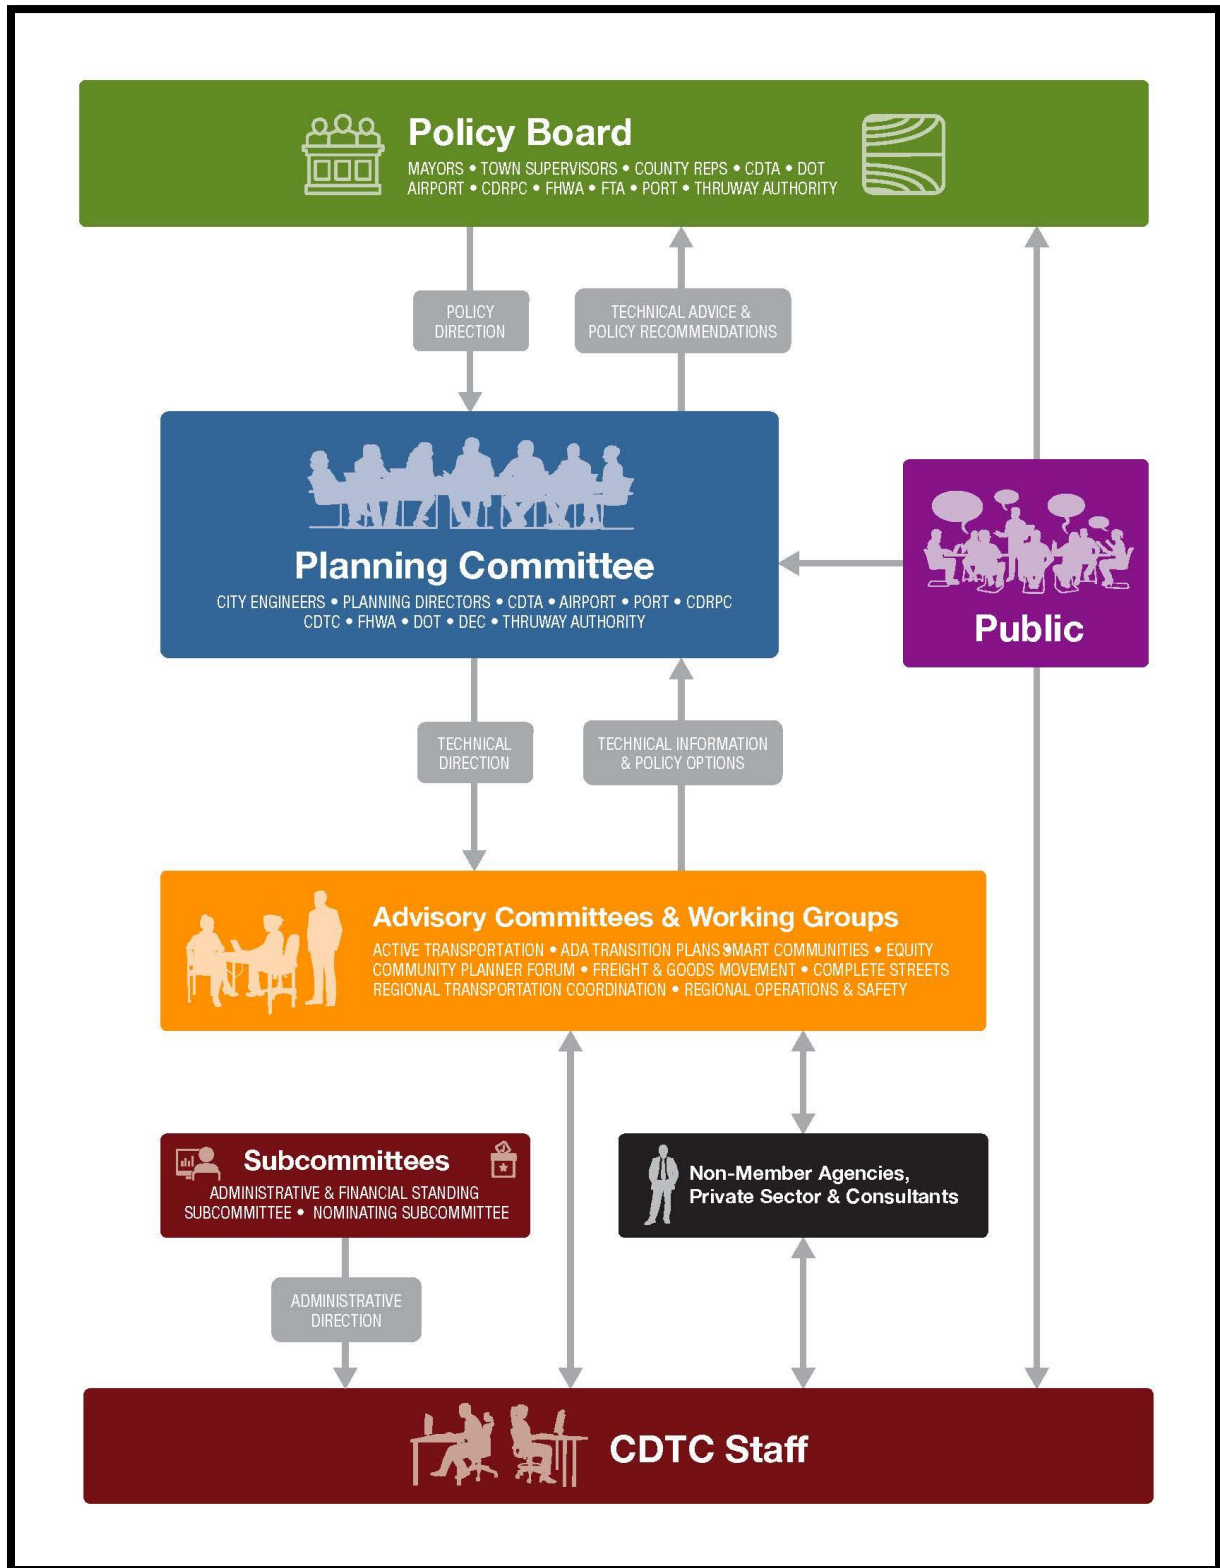 Policy Board
MAYORS • TOWN SUPERVISORS • COUNTY REPS • CDTA • DOT
AIRPORT • CDRPC • FHWA • FTA • PORT • THRUWAY AUTHORITY
POLICY
DIRECTION
TECHNICAL ADVICE &
POLICY RECOMMENDATIONS
Planning Committee
CITY ENGINEERS • PLANNING DIRECTORS • CDTA • AIRPORT • PORT • CDRPC
CDTC • FHWA • DOT • DEC • THRUWAY AUTHORITY
Public
TECHNICAL
DIRECTION
TECHNICAL INFORMATION
& POLICY OPTIONS
Advisory Committees & Working Groups
ACTIVE TRANSPORTATION • ADA TRANSITION PLANS • SMART COMMUNITIES • EQUITY
COMMUNITY PLANNER FORUM • FREIGHT & GOODS MOVEMENT • COMPLETE STREETS
REGIONAL TRANSPORTATION COORDINATION • REGIONAL OPERATIONS & SAFETY
Subcommittees
ADMINISTRATIVE & FINANCIAL STANDING
SUBCOMMITTEE • NOMINATING SUBCOMMITTEE
Non-Member Agencies,
Private Sector & Consultants
ADMINISTRATIVE
DIRECTION
CDTC Staff